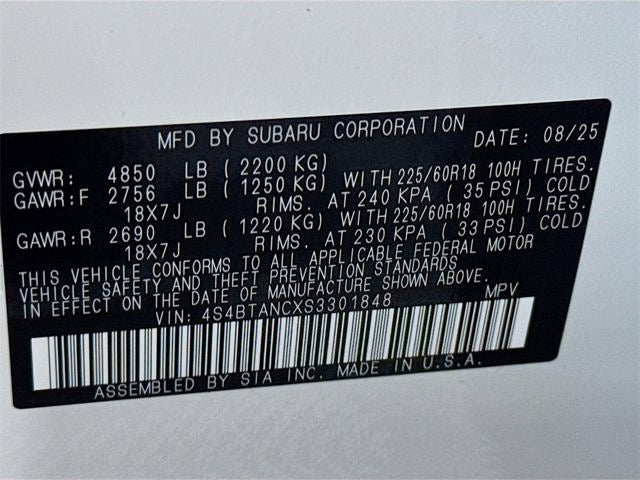 MFD BY SUBARU CORPORATION DATE: 08/25
GVWR: 4850 LB (2200 KG)
GAWR:F 2756 LB (1250 KG) WITH 225/60R18 100H TIRES.
18X7J RIMS. AT 240 KPA (35 PSI) COLD
GAWR:R 2690 LB (1220 KG) WITH 225/60R18 100H TIRES.
18X7J RIMS. AT 230 KPA (33 PSI) COLD
THIS VEHICLE CONFORMS TO ALL APPLICABLE FEDERAL MOTOR
VEHICLE SAFETY AND THEFT PREVENTION STANDARDS
IN EFFECT ON THE DATE OF MANUFACTURE SHOWN ABOVE.
VIN: 4S4BTANCXS3301848 MPV
ASSEMBLED BY SIA INC. MADE IN U.S.A.